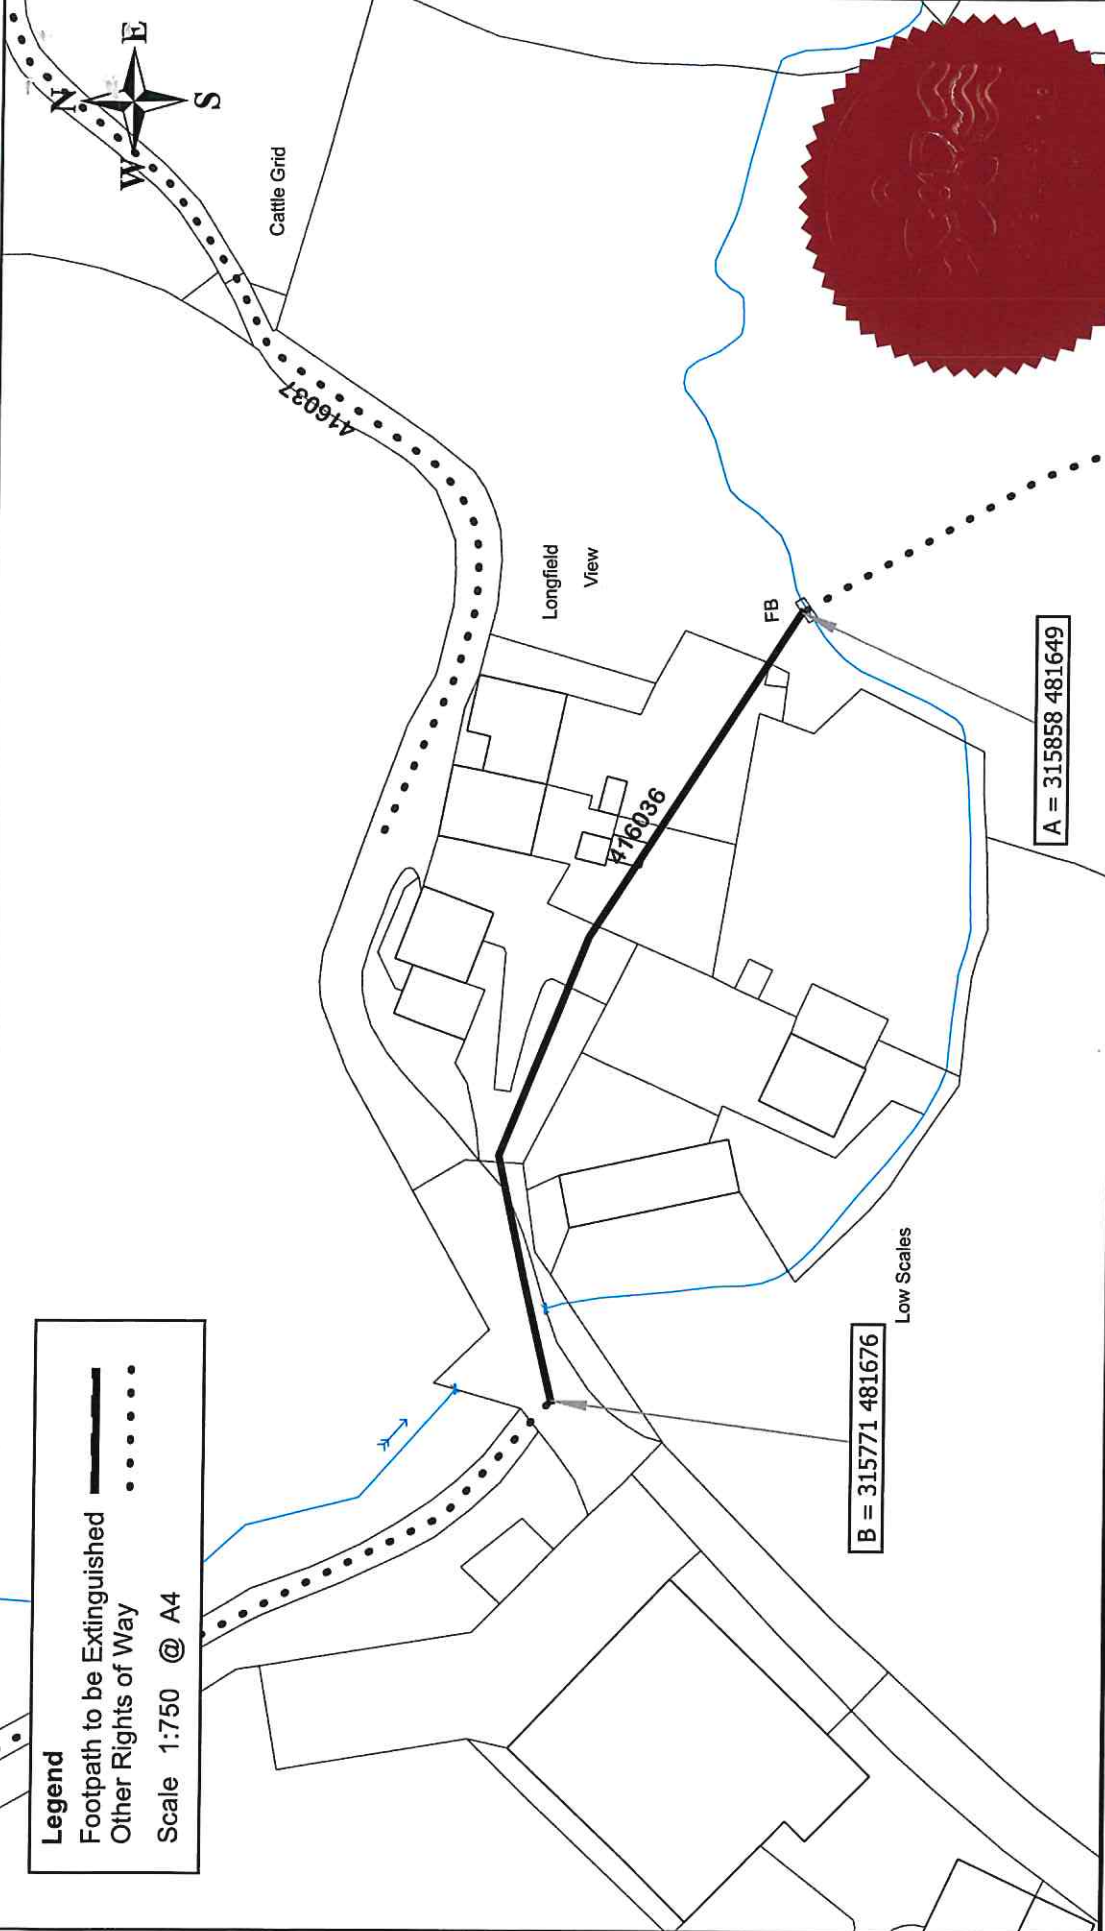 Legend
Footpath to be Extinguished
Other Rights of Way
Scale 1:750 @ A4
N
E
S
W
Cattle Grid
416037
Longfield
View
FB
416036
A = 315858 481649
B = 315771 481676
Low Scales